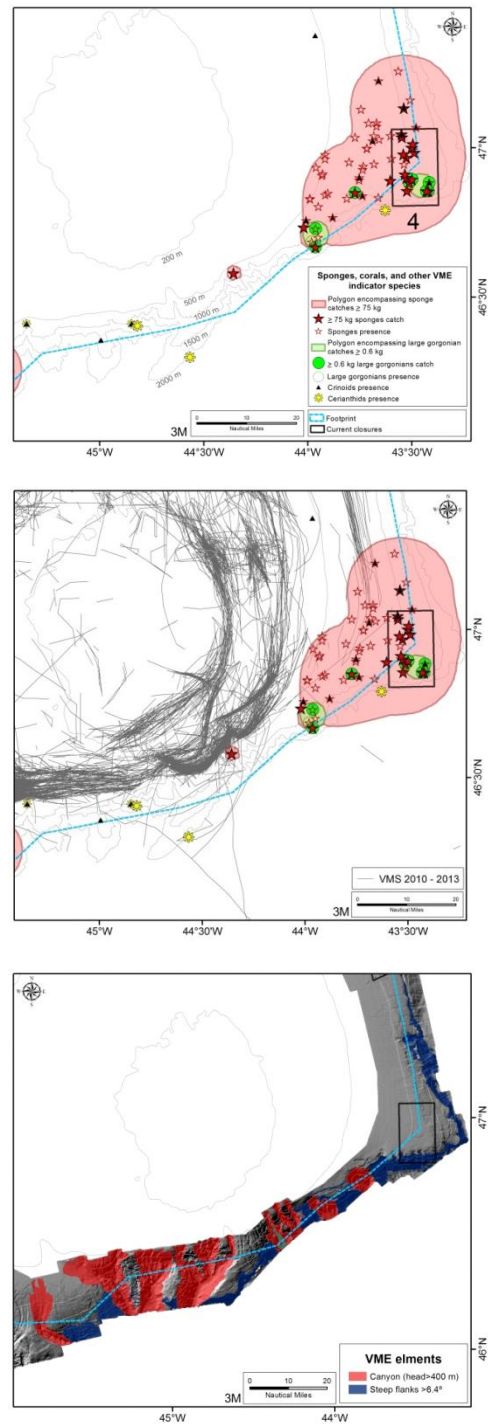 47°N
4
46°30'N
200 m
500 m
1000 m
1500 m
2000 m
Sponges, corals, and other VME
indicator species
Polygon encompassing sponge
catches ≥ 75 kg
≥ 75 kg sponges catch
Sponges presence
Polygon encompassing large gorgonian
catches ≥ 0.6 kg
≥ 0.6 kg large gorgonians catch
Large gorgonians presence
Crinoids presence
Cerianthids presence
Footprint
Current closures
3M
0 10 20
Nautical Miles
45°W 44°30'W 44°W 43°30'W
47°N
46°30'N
VMS 2010 - 2013
3M
0 10 20
Nautical Miles
45°W 44°30'W 44°W 43°30'W
47°N
46°N
VME elments
Canyon (head>400 m)
Steep flanks >6.4º
3M
0 10 20
Nautical Miles
45°W 44°W